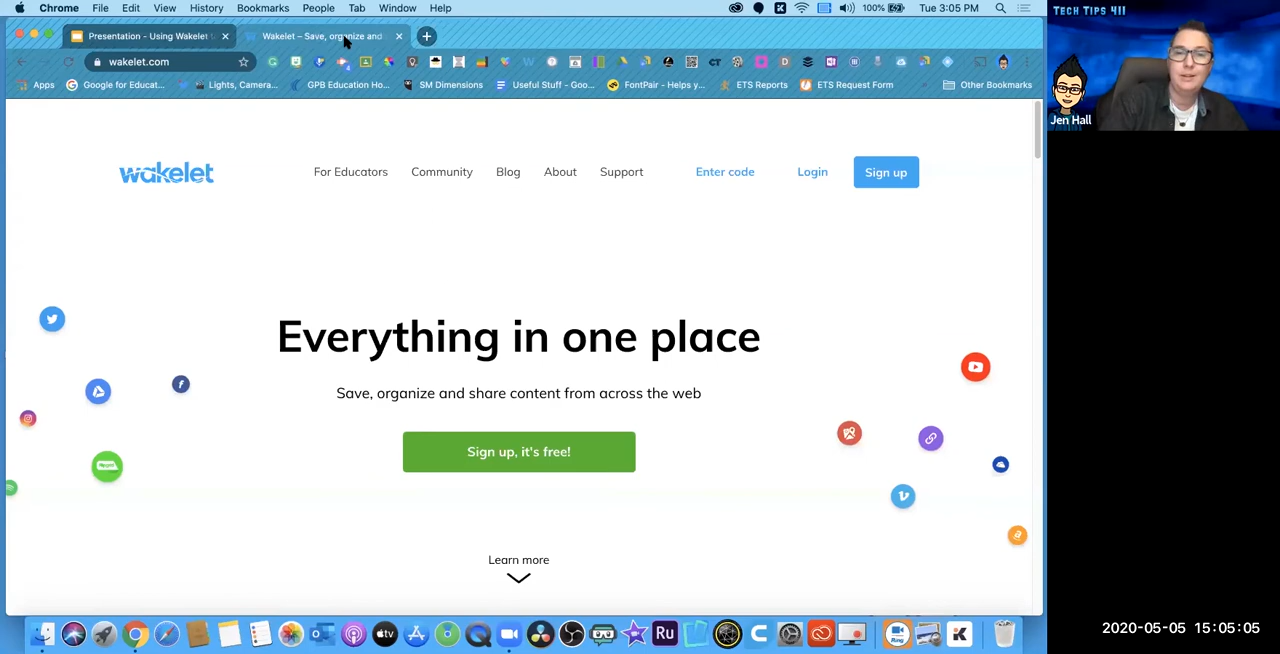 Chrome File Edit View History Bookmarks People Tab Window Help 100% Tue 3:05 PM
TECH TIPS 411
Presentation - Using Wakelet
Wakelet – Save, organize and
wakelet.com
Apps
Google for Educat...
Lights, Camera...
GPB Education Ho...
SM Dimensions
Useful Stuff - Goo...
FontPair - Helps y...
ETS Reports
ETS Request Form
»
Other Bookmarks
Jen Hall
wakelet
For Educators
Community
Blog
About
Support
Enter code
Login
Sign up
Everything in one place
Save, organize and share content from across the web
Sign up, it's free!
Learn more
2020-05-05 15:05:05